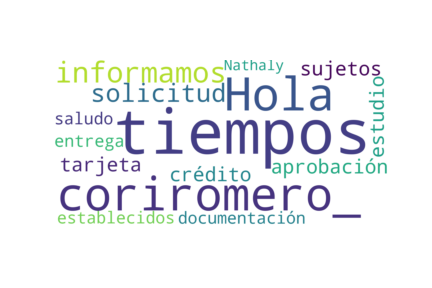 Nathaly
informamos sujetos
solicitud Hola estudio
saludo tiempos
entrega
tarjeta crédito aprobación
coriromero_
establecidos documentación